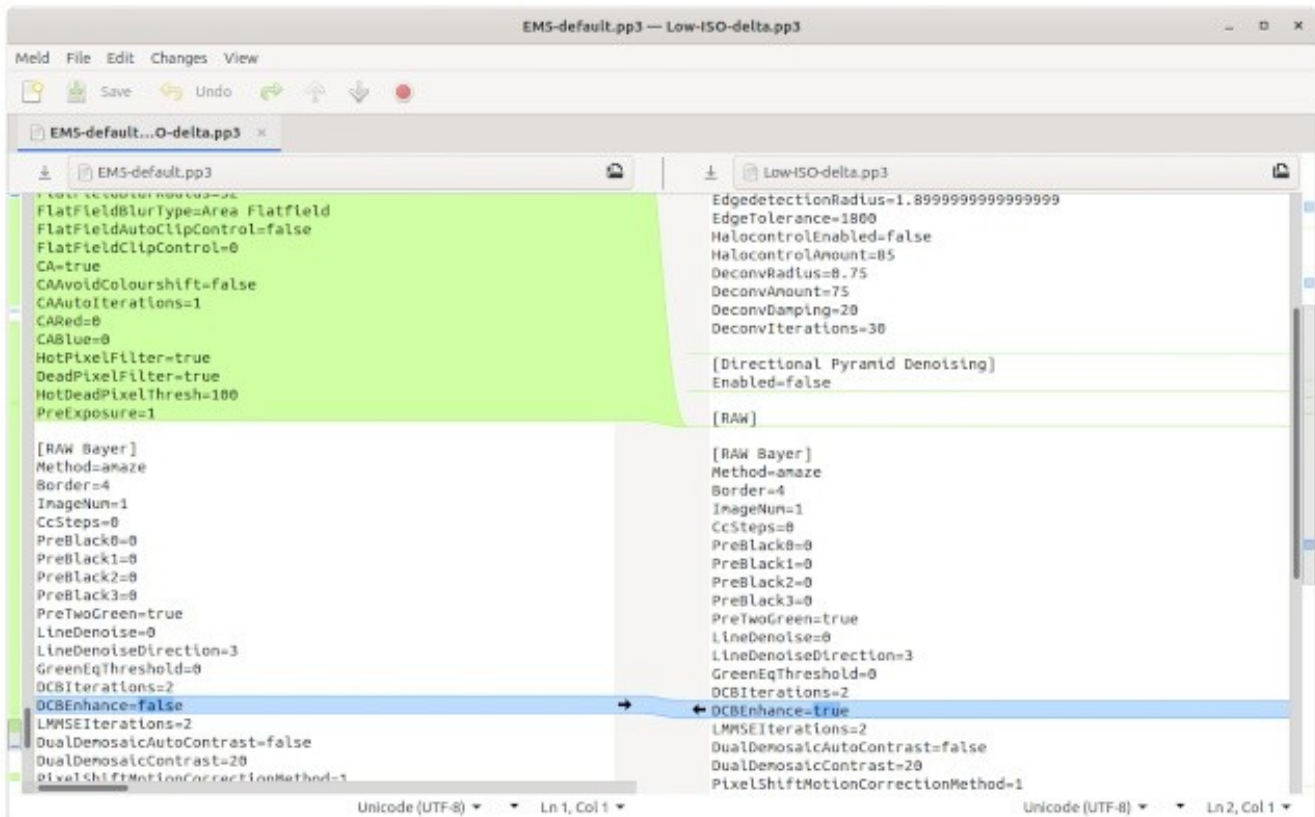 EM5-default.pp3 — Low-ISO-delta.pp3
Meld File Edit Changes View
Save Undo
EM5-default...O-delta.pp3 ×
EM5-default.pp3
FlatFieldBlurType=Area Flatfield
FlatFieldAutoClipControl=false
FlatFieldClipControl=0
CA=true
CAAvoidColourshift=false
CAAutoIterations=1
CARed=0
CABlue=0
HotPixelFilter=true
DeadPixelFilter=true
HotDeadPixelThresh=100
PreExposure=1
[RAW Bayer]
Method=amaze
Border=4
ImageNum=1
CcSteps=0
PreBlack0=0
PreBlack1=0
PreBlack2=0
PreBlack3=0
PreTwoGreen=true
LineDenoise=0
LineDenoiseDirection=3
GreenEqThreshold=0
DCBIterations=2
DCBEnhance=false
LMMSEIterations=2
DualDemosaicAutoContrast=false
DualDemosaicContrast=20
PixelShiftMotionCorrectionMethod=1
Unicode (UTF-8) Ln 1, Col 1
Low-ISO-delta.pp3
EdgedetectionRadius=1.8999999999999999
EdgeTolerance=1800
HalocontrolEnabled=false
HalocontrolAmount=85
DeconvRadius=0.75
DeconvAmount=75
DeconvDamping=20
DeconvIterations=30
[Directional Pyramid Denoising]
Enabled=false
[RAW]
[RAW Bayer]
Method=amaze
Border=4
ImageNum=1
CcSteps=0
PreBlack0=0
PreBlack1=0
PreBlack2=0
PreBlack3=0
PreTwoGreen=true
LineDenoise=0
LineDenoiseDirection=3
GreenEqThreshold=0
DCBIterations=2
DCBEnhance=true
LMMSEIterations=2
DualDemosaicAutoContrast=false
DualDemosaicContrast=20
PixelShiftMotionCorrectionMethod=1
Unicode (UTF-8) Ln 2, Col 1